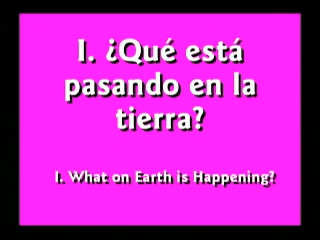 I. ¿Qué está
pasando en la
tierra?
I. What on Earth is Happening?